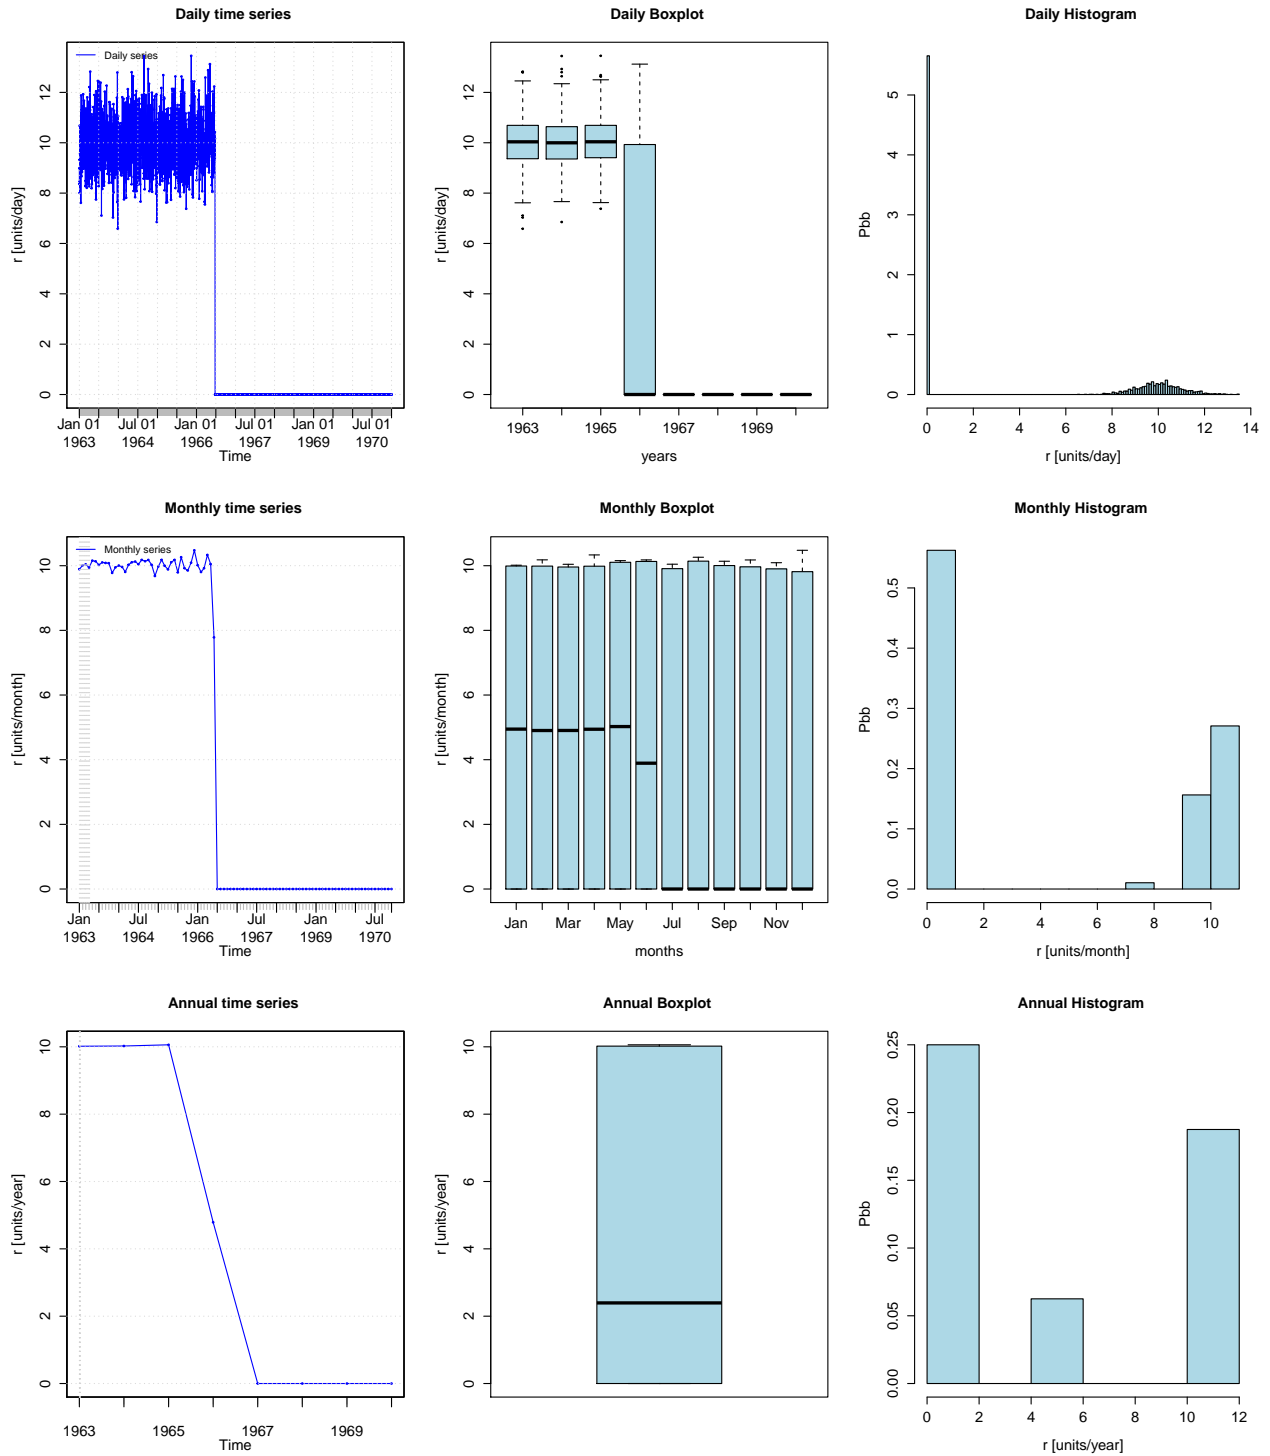 Daily time series
Daily series
r [units/day]
0 2 4 6 8 10 12
Jan 01 Jul 01 Jan 01 Jul 01 Jan 01 Jul 01
1963 1964 1966 1967 1969 1970
Time
Daily Boxplot
r [units/day]
0 2 4 6 8 10 12
1963 1965 1967 1969
years
Daily Histogram
Pbb
0 1 2 3 4 5
0 2 4 6 8 10 12 14
r [units/day]
Monthly time series
Monthly series
r [units/month]
0 2 4 6 8 10
Jan Jul Jan Jul Jan Jul
1963 1964 1966 1967 1969 1970
Time
Monthly Boxplot
r [units/month]
0 2 4 6 8 10
Jan Mar May Jul Sep Nov
months
Monthly Histogram
Pbb
0.0 0.1 0.2 0.3 0.5
0 2 4 6 8 10
r [units/month]
Annual time series
r [units/year]
0 2 4 6 8 10
1963 1965 1967 1969
Time
Annual Boxplot
r [units/year]
0 2 4 6 8 10
Annual Histogram
Pbb
0.00 0.05 0.10 0.15 0.20 0.25
0 2 4 6 8 10 12
r [units/year]